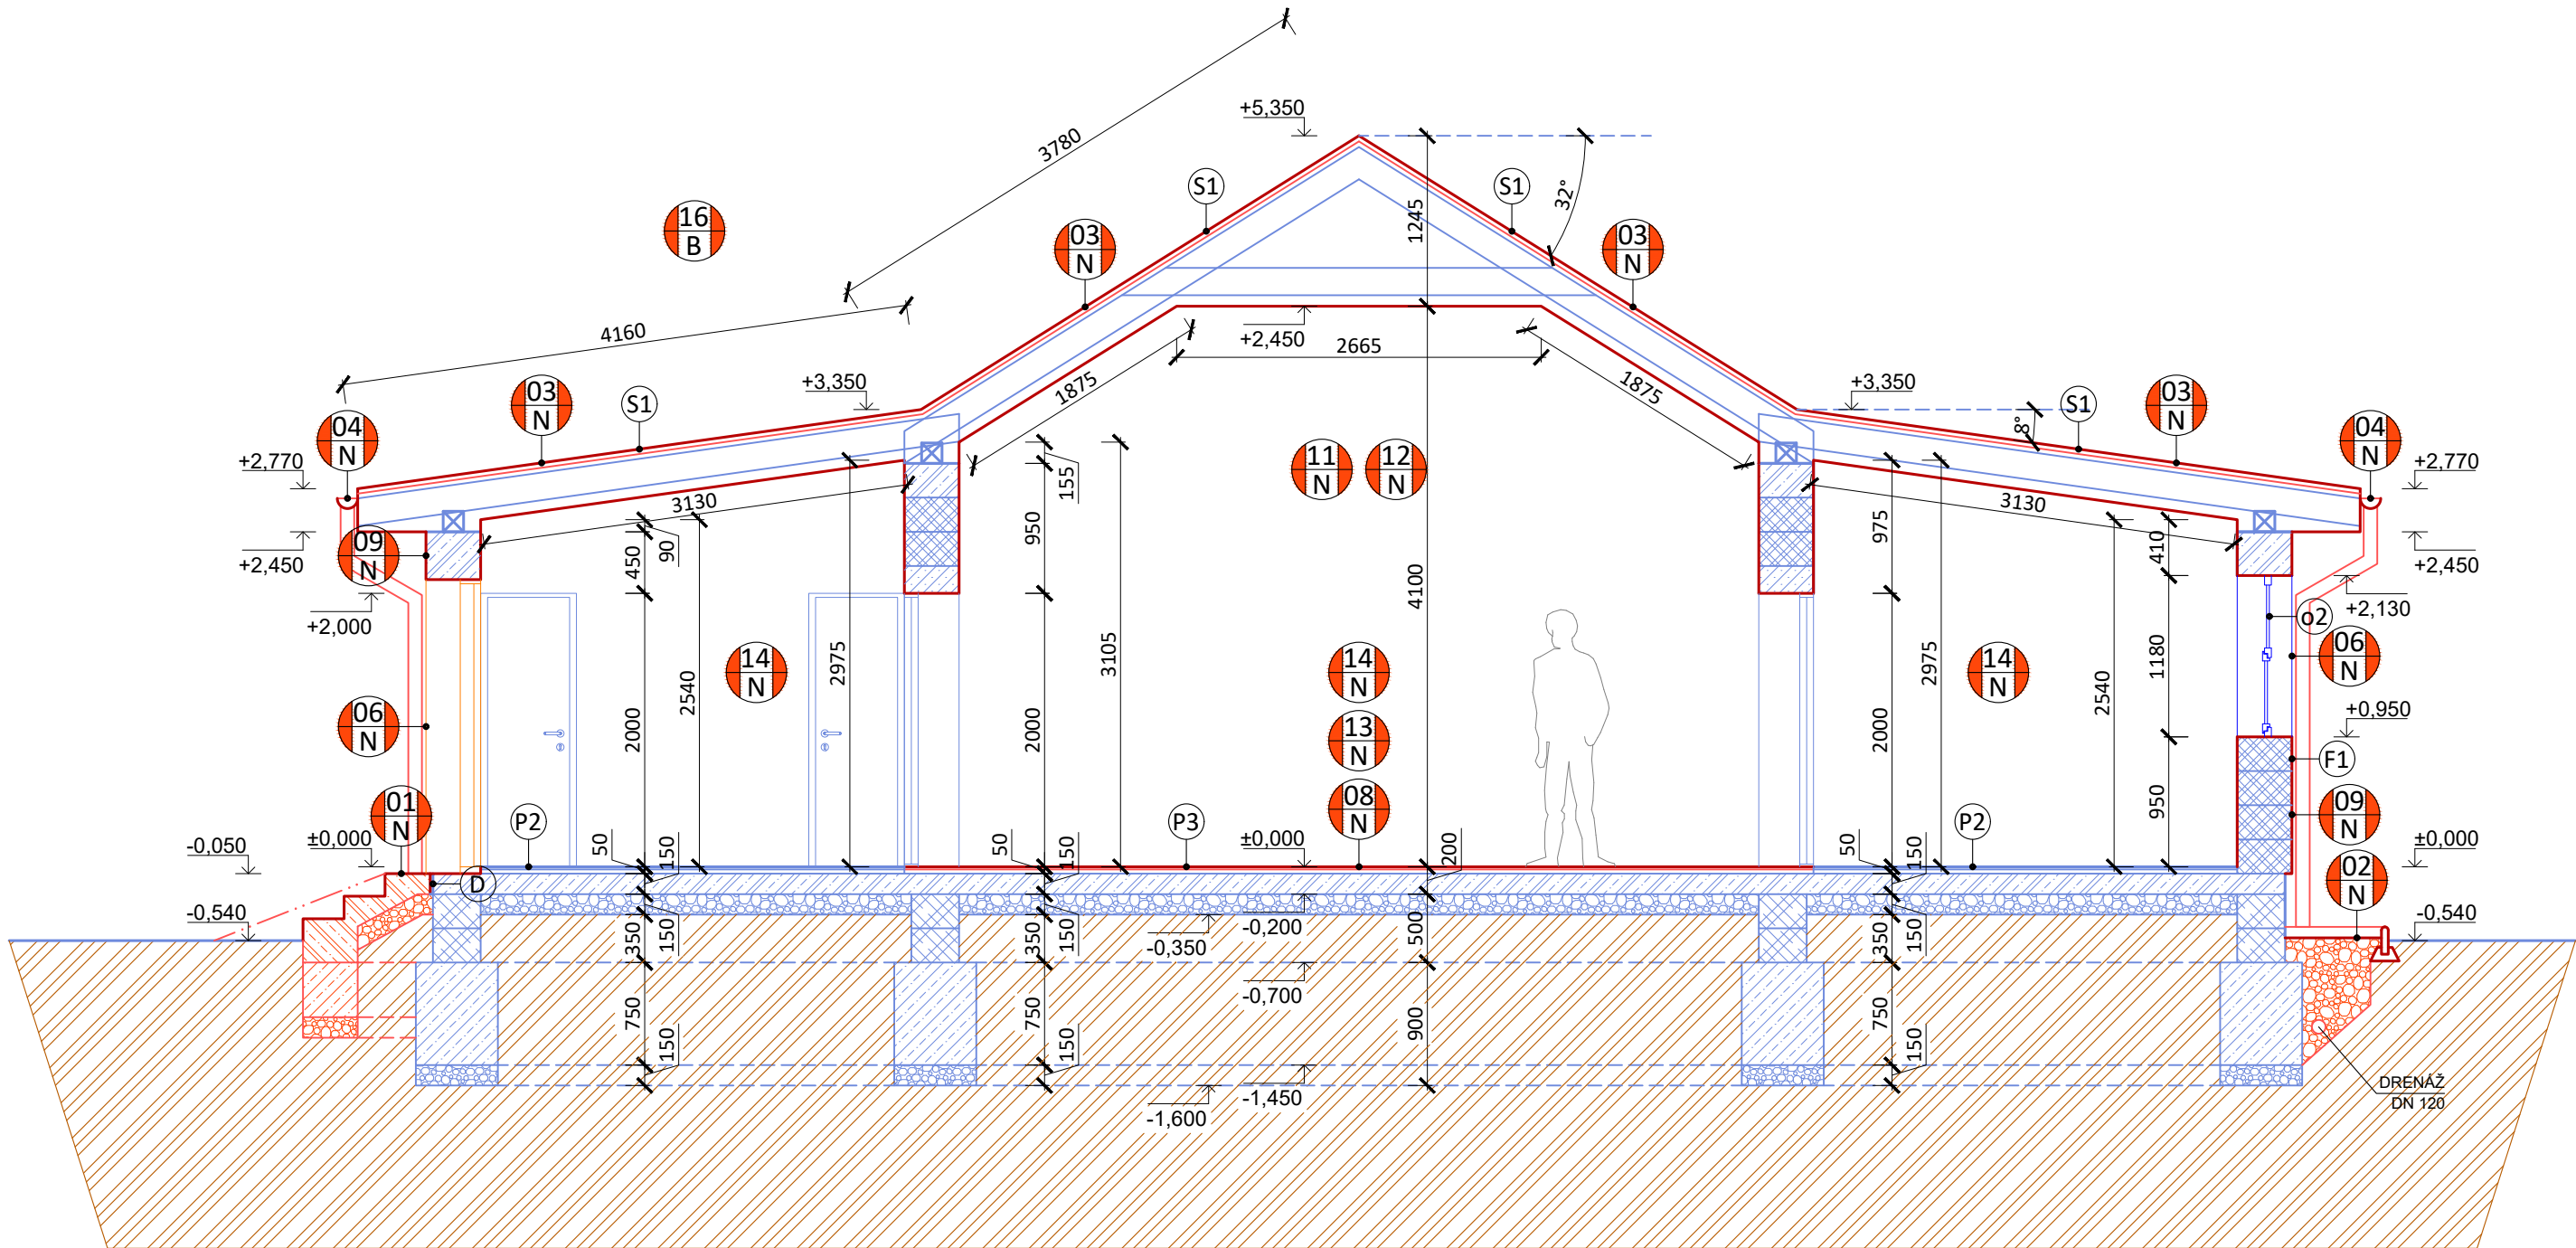 +5,350
3780
S1
S1
32°
16
B
03
N
03
N
1245
+2,450
2665
4160
1875
1875
+3,350
+3,350
03
N
S1
S1
03
N
8°
04
N
04
N
+2,770
+2,770
11
N
12
N
155
3130
3130
+2,450
+2,450
09
N
450
90
950
975
410
+2,000
+2,130
o2
4100
14
N
14
N
14
N
2975
3105
2975
2540
2540
1180
06
N
06
N
2000
2000
2000
13
N
+0,950
F1
950
01
N
08
N
09
N
P2
P3
P2
-0,050
±0,000
±0,000
±0,000
50
150
50
150
200
50
150
D
02
N
-0,540
-0,540
350
150
350
150
-0,350
-0,200
500
350
150
-0,700
750
150
750
150
900
750
150
-1,450
-1,600
DRENÁŽ
DN 120